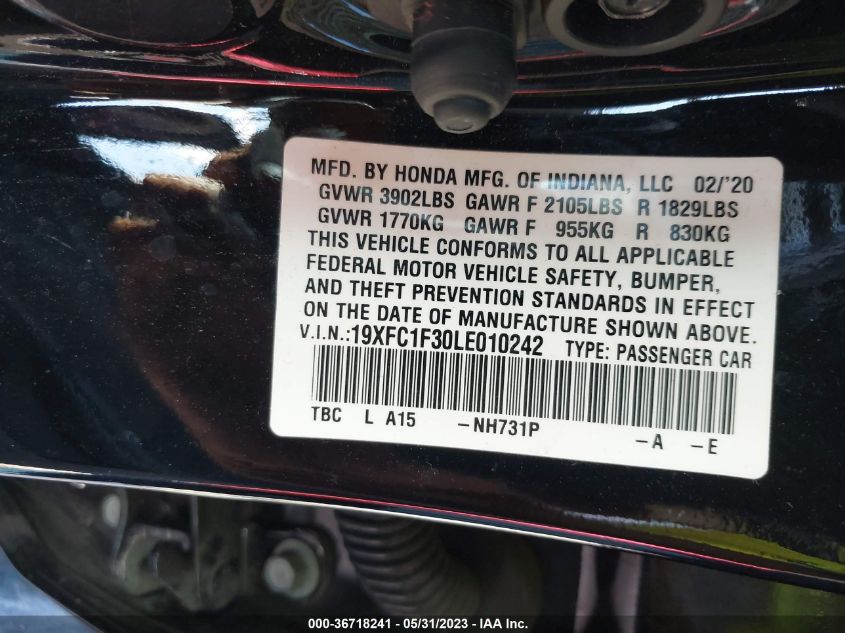 MFD. BY HONDA MFG. OF INDIANA, LLC 02/'20
GVWR 3902LBS GAWR F 2105LBS R 1829LBS
GVWR 1770KG GAWR F 955KG R 830KG
THIS VEHICLE CONFORMS TO ALL APPLICABLE
FEDERAL MOTOR VEHICLE SAFETY, BUMPER,
AND THEFT PREVENTION STANDARDS IN EFFECT
ON THE DATE OF MANUFACTURE SHOWN ABOVE.
V.I.N.:19XFC1F30LE010242 TYPE: PASSENGER CAR
TBC L A15 -NH731P -A -E
000-36718241 - 05/31/2023 - IAA Inc.